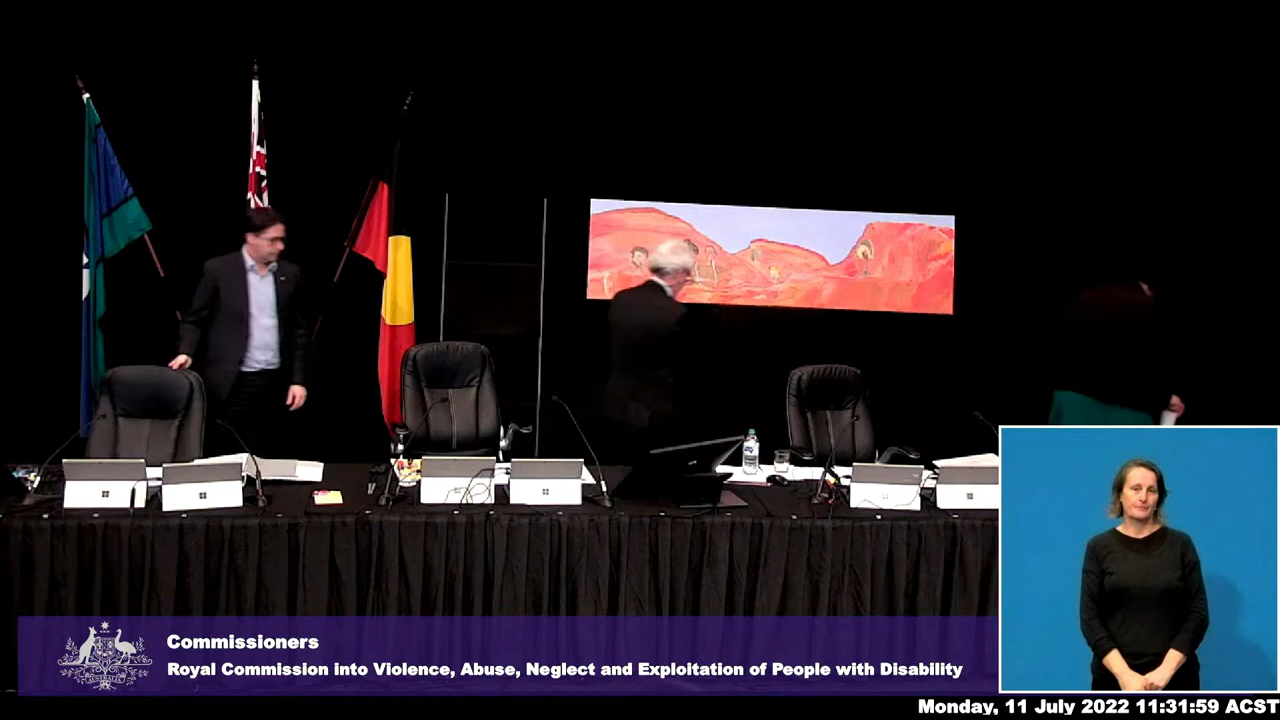 Commissioners
Royal Commission into Violence, Abuse, Neglect and Exploitation of People with Disability
Monday, 11 July 2022 11:31:59 ACST